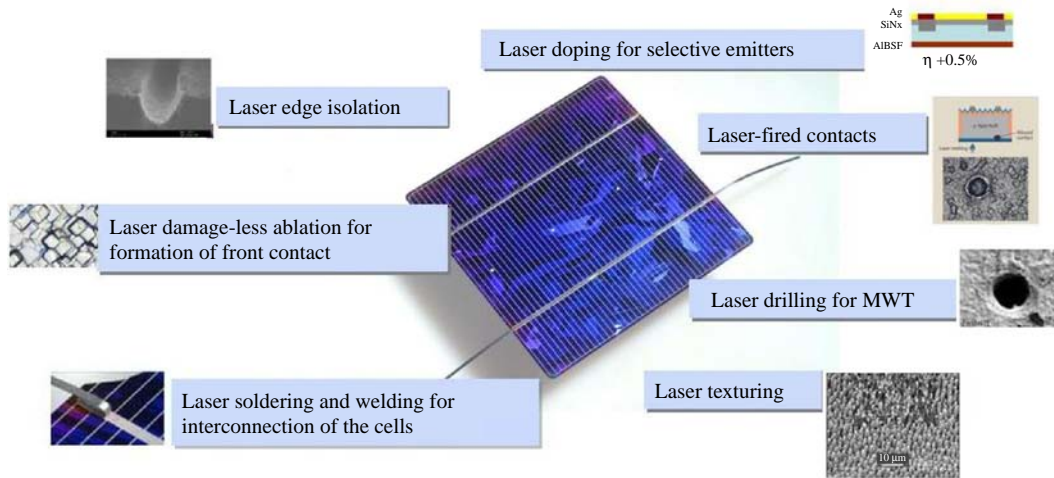 Ag
SiNx
AlBSF
η +0.5%
Laser doping for selective emitters
Laser edge isolation
Laser-fired contacts
Laser damage-less ablation for
formation of front contact
Laser drilling for MWT
Laser texturing
10 μm
Laser soldering and welding for
interconnection of the cells